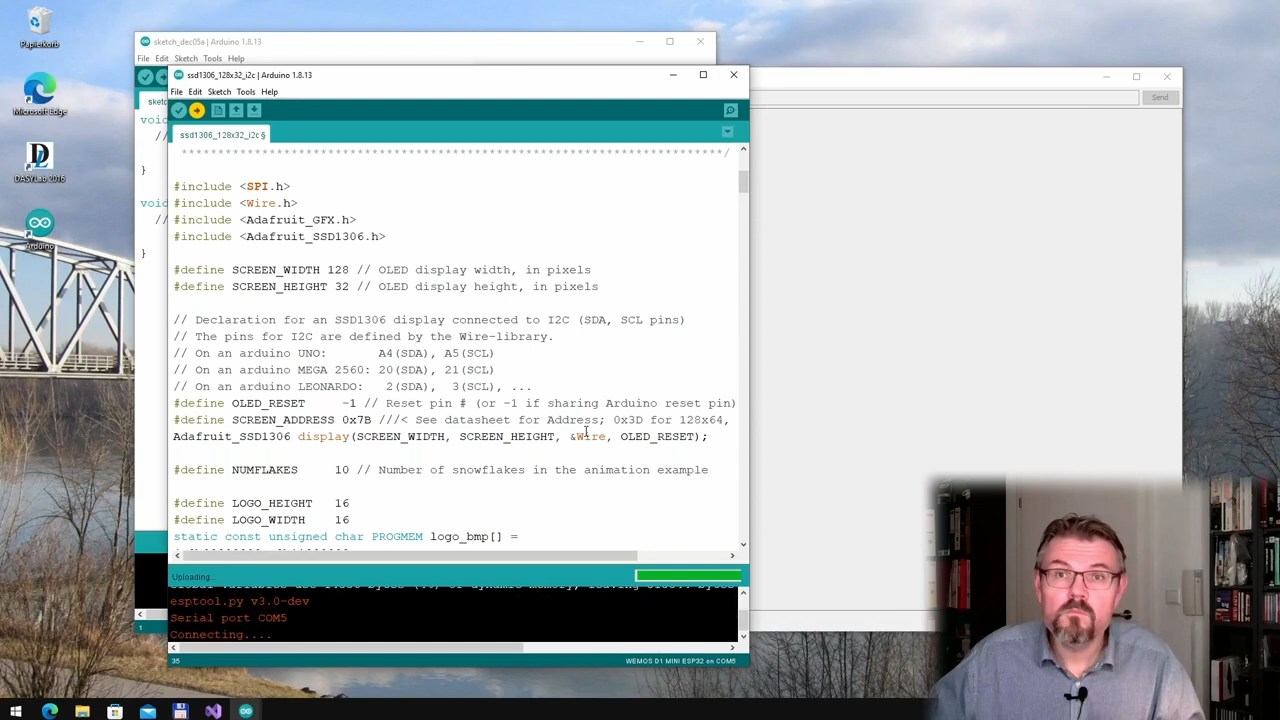 Papierkorb
Microsoft Edge
DASYLab 2016
Arduino
sketch_dec05a | Arduino 1.8.13
File Edit Sketch Tools Help
void
//
}
void
//
}
1
ssd1306_128x32_i2c | Arduino 1.8.13
File Edit Sketch Tools Help
ssd1306_128x32_i2c §
**************************************************************************/
#include <SPI.h>
#include <Wire.h>
#include <Adafruit_GFX.h>
#include <Adafruit_SSD1306.h>
#define SCREEN_WIDTH 128 // OLED display width, in pixels
#define SCREEN_HEIGHT 32 // OLED display height, in pixels
// Declaration for an SSD1306 display connected to I2C (SDA, SCL pins)
// The pins for I2C are defined by the Wire-library.
// On an arduino UNO: A4(SDA), A5(SCL)
// On an arduino MEGA 2560: 20(SDA), 21(SCL)
// On an arduino LEONARDO: 2(SDA), 3(SCL), ...
#define OLED_RESET -1 // Reset pin # (or -1 if sharing Arduino reset pin)
#define SCREEN_ADDRESS 0x7B ///< See datasheet for Address; 0x3D for 128x64,
Adafruit_SSD1306 display(SCREEN_WIDTH, SCREEN_HEIGHT, &Wire, OLED_RESET);
#define NUMFLAKES 10 // Number of snowflakes in the animation example
#define LOGO_HEIGHT 16
#define LOGO_WIDTH 16
static const unsigned char PROGMEM logo_bmp[] =
Uploading...
esptool.py v3.0-dev
Serial port COM5
Connecting....
35
WEMOS D1 MINI ESP32 on COM5
Send